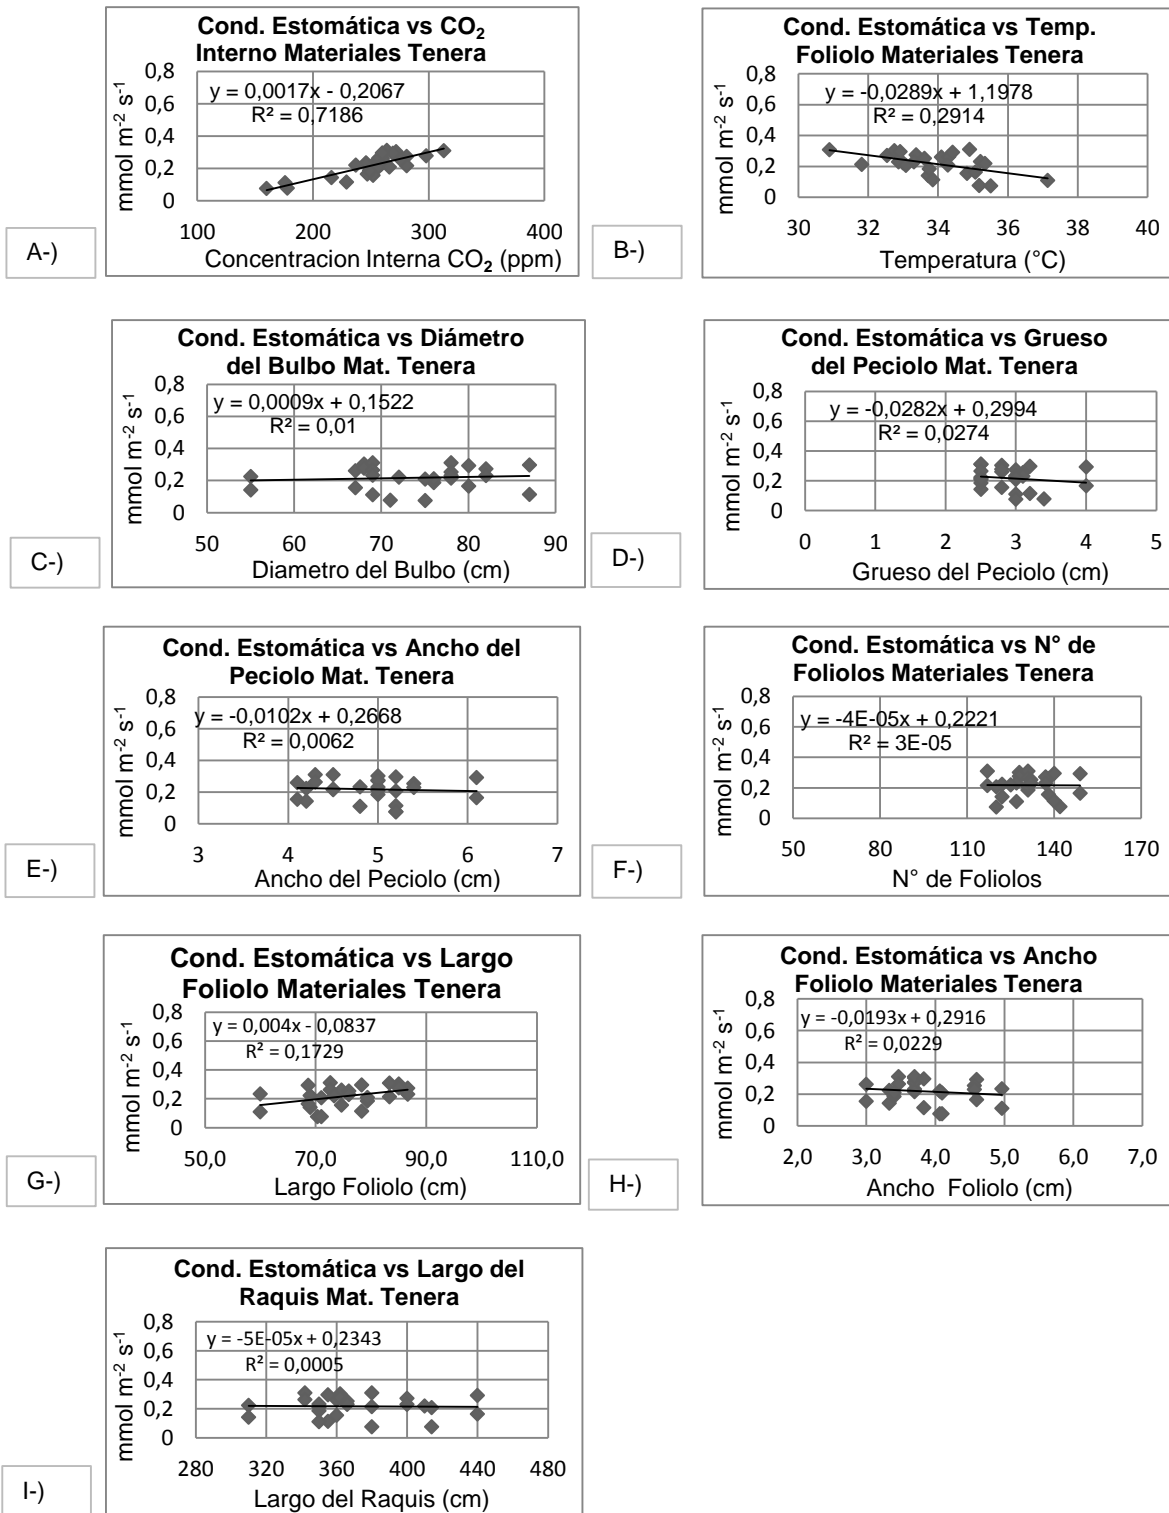 Cond. Estomática vs CO2
Interno Materiales Tenera
mmol m-2 s-1
0,8
0,6
0,4
0,2
0
y = 0,0017x - 0,2067
R² = 0,7186
100 200 300 400
Concentracion Interna CO2 (ppm)
A-)
Cond. Estomática vs Temp.
Foliolo Materiales Tenera
mmol m-2 s-1
0,8
0,6
0,4
0,2
0
y = -0,0289x + 1,1978
R² = 0,2914
30 32 34 36 38 40
Temperatura (°C)
B-)
Cond. Estomática vs Diámetro
del Bulbo Mat. Tenera
mmol m-2 s-1
0,8
0,6
0,4
0,2
0
y = 0,0009x + 0,1522
R² = 0,01
50 60 70 80 90
Diametro del Bulbo (cm)
C-)
Cond. Estomática vs Grueso
del Peciolo Mat. Tenera
mmol m-2 s-1
0,8
0,6
0,4
0,2
0
y = -0,0282x + 0,2994
R² = 0,0274
0 1 2 3 4 5
Grueso del Peciolo (cm)
D-)
Cond. Estomática vs Ancho del
Peciolo Mat. Tenera
mmol m-2 s-1
0,8
0,6
0,4
0,2
0
y = -0,0102x + 0,2668
R² = 0,0062
3 4 5 6 7
Ancho del Peciolo (cm)
E-)
Cond. Estomática vs N° de
Foliolos Materiales Tenera
mmol m-2 s-1
0,8
0,6
0,4
0,2
0
y = -4E-05x + 0,2221
R² = 3E-05
50 80 110 140 170
N° de Foliolos
F-)
Cond. Estomática vs Largo
Foliolo Materiales Tenera
mmol m-2 s-1
0,8
0,6
0,4
0,2
0
y = 0,004x - 0,0837
R² = 0,1729
50,0 70,0 90,0 110,0
Largo Foliolo (cm)
G-)
Cond. Estomática vs Ancho
Foliolo Materiales Tenera
mmol m-2 s-1
0,8
0,6
0,4
0,2
0
y = -0,0193x + 0,2916
R² = 0,0229
2,0 3,0 4,0 5,0 6,0 7,0
Ancho Foliolo (cm)
H-)
Cond. Estomática vs Largo del
Raquis Mat. Tenera
mmol m-2 s-1
0,8
0,6
0,4
0,2
0
y = -5E-05x + 0,2343
R² = 0,0005
280 320 360 400 440 480
Largo del Raquis (cm)
I-)